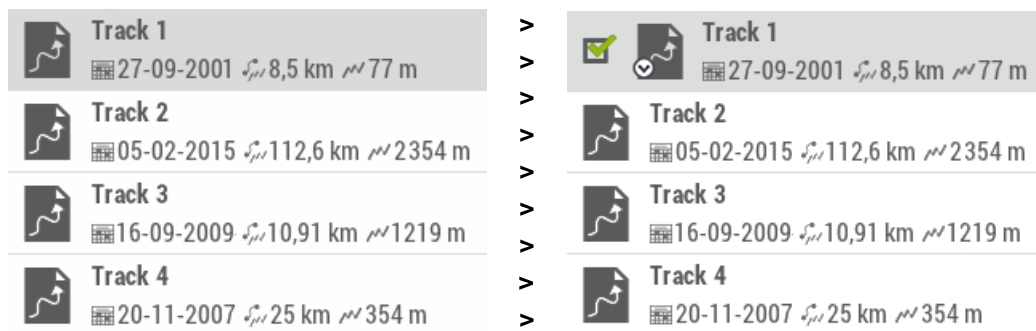 Track 1
27-09-2001 8,5 km 77 m
Track 2
05-02-2015 112,6 km 2354 m
Track 3
16-09-2009 10,91 km 1219 m
Track 4
20-11-2007 25 km 354 m
>
>
>
>
>
>
>
>
>
Track 1
27-09-2001 8,5 km 77 m
Track 2
05-02-2015 112,6 km 2354 m
Track 3
16-09-2009 10,91 km 1219 m
Track 4
20-11-2007 25 km 354 m